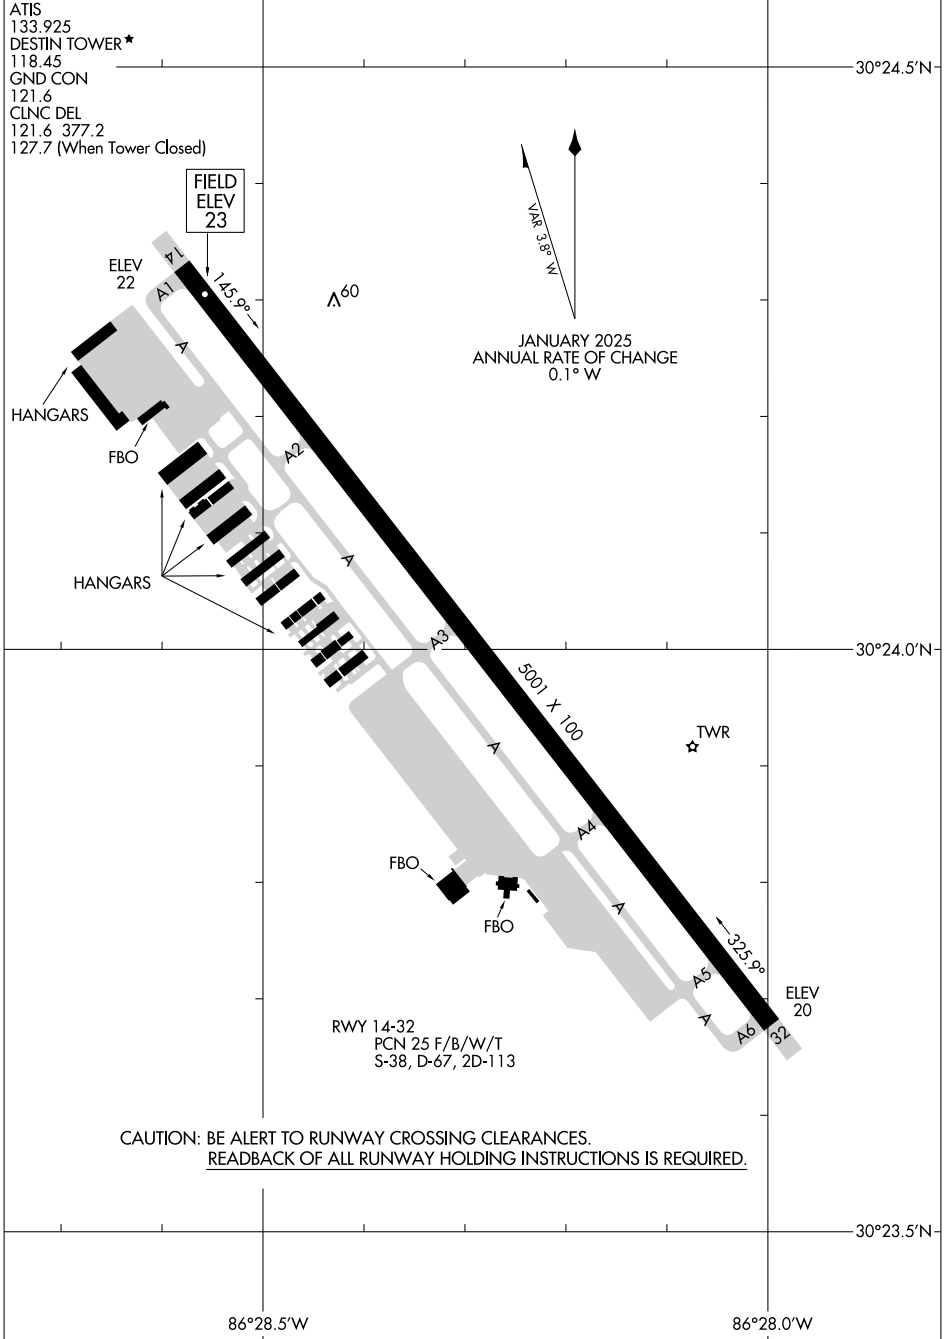 ATIS
133.925
DESTIN TOWER★
118.45
GND CON
121.6
CLNC DEL
121.6 377.2
127.7 (When Tower Closed)
30°24.5'N
FIELD
ELEV
23
VAR 3.8° W
14
ELEV
22
A1
145.9°
60
JANUARY 2025
ANNUAL RATE OF CHANGE
0.1° W
A
HANGARS
FBO
A2
A
HANGARS
A3
30°24.0'N
5001 X 100
TWR
A
A4
FBO
FBO
A
325.9°
A5
ELEV
20
A
A6
32
RWY 14-32
PCN 25 F/B/W/T
S-38, D-67, 2D-113
CAUTION: BE ALERT TO RUNWAY CROSSING CLEARANCES.
READBACK OF ALL RUNWAY HOLDING INSTRUCTIONS IS REQUIRED.
30°23.5'N
86°28.5'W
86°28.0'W